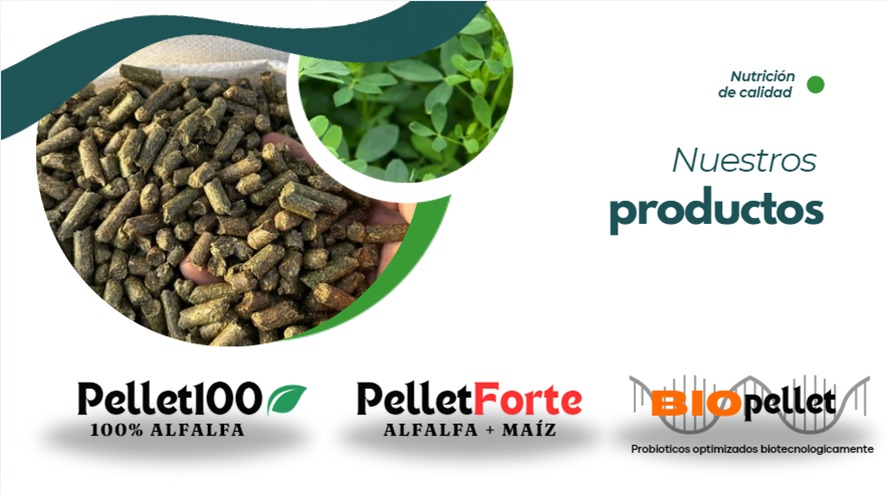 Nutrición
de calidad
Nuestros
productos
Pellet100
100% ALFALFA
PelletForte
ALFALFA + MAÍZ
BIOpellet
Probioticos optimizados biotecnologicamente